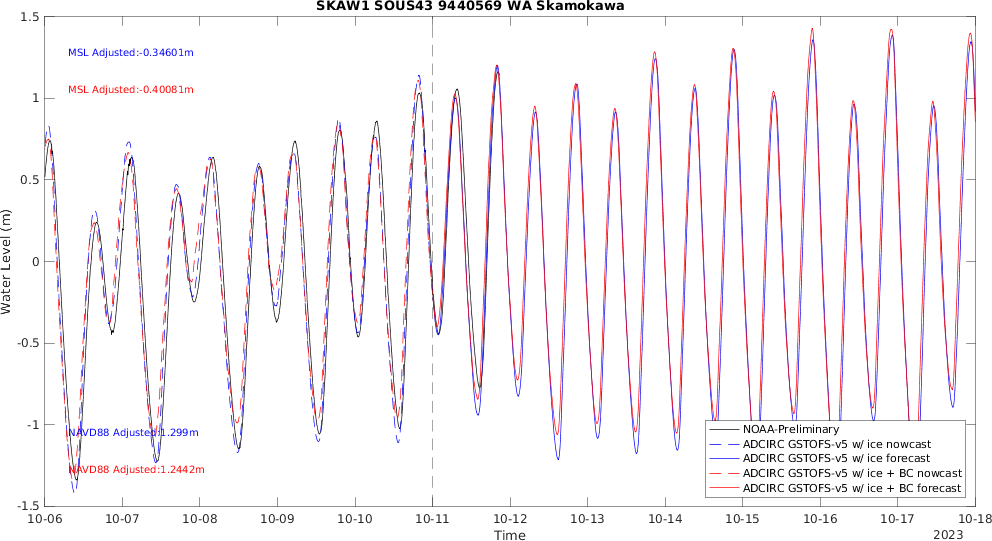 SKAW1 SOUS43 9440569 WA Skamokawa
1.5
1
0.5
0
-0.5
-1
-1.5
Water Level (m)
MSL Adjusted:-0.34601m
MSL Adjusted:-0.40081m
NAVD88 Adjusted:1.299m
NAVD88 Adjusted:1.2442m
NOAA-Preliminary
ADCIRC GSTOFS-v5 w/ ice nowcast
ADCIRC GSTOFS-v5 w/ ice forecast
ADCIRC GSTOFS-v5 w/ ice + BC nowcast
ADCIRC GSTOFS-v5 w/ ice + BC forecast
10-06 10-07 10-08 10-09 10-10 10-11 10-12 10-13 10-14 10-15 10-16 10-17 10-18
Time
2023